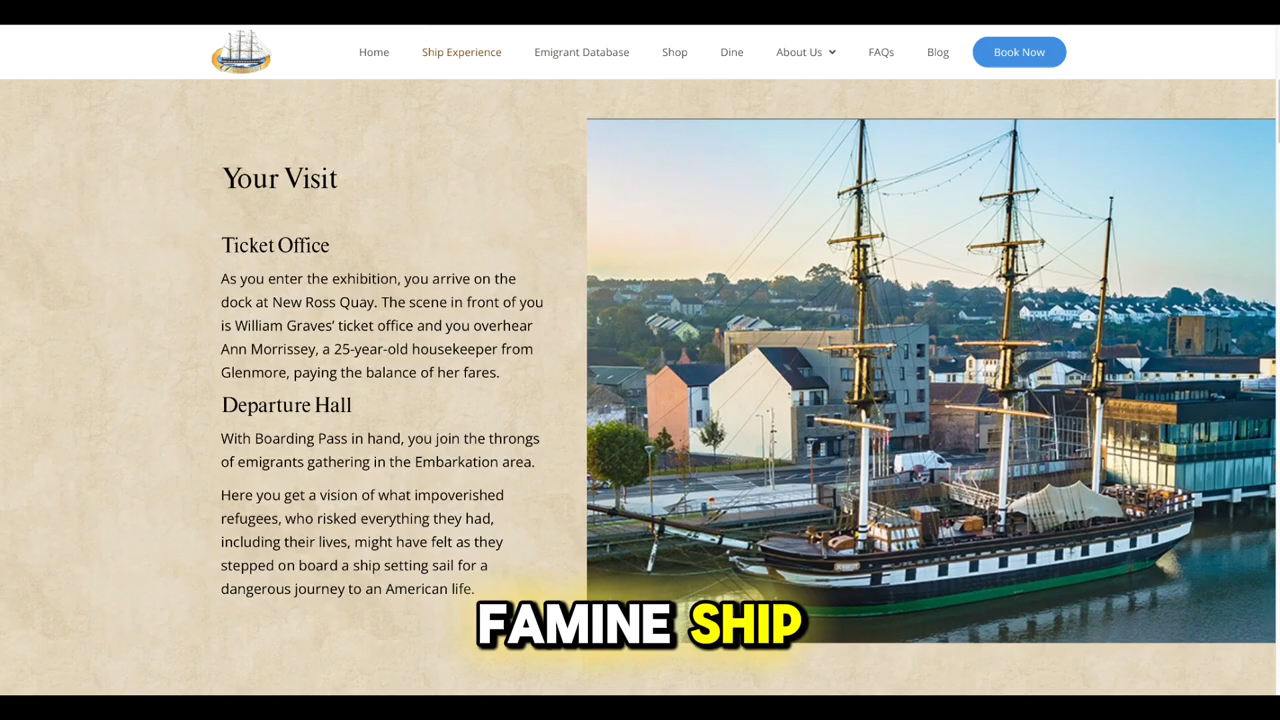 Home Ship Experience Emigrant Database Shop Dine About Us FAQs Blog Book Now
Your Visit
Ticket Office
As you enter the exhibition, you arrive on the
dock at New Ross Quay. The scene in front of you
is William Graves’ ticket office and you overhear
Ann Morrissey, a 25-year-old housekeeper from
Glenmore, paying the balance of her fares.
Departure Hall
With Boarding Pass in hand, you join the throngs
of emigrants gathering in the Embarkation area.
Here you get a vision of what impoverished
refugees, who risked everything they had,
including their lives, might have felt as they
stepped on board a ship setting sail for a
dangerous journey to an American life.
FAMINE SHIP